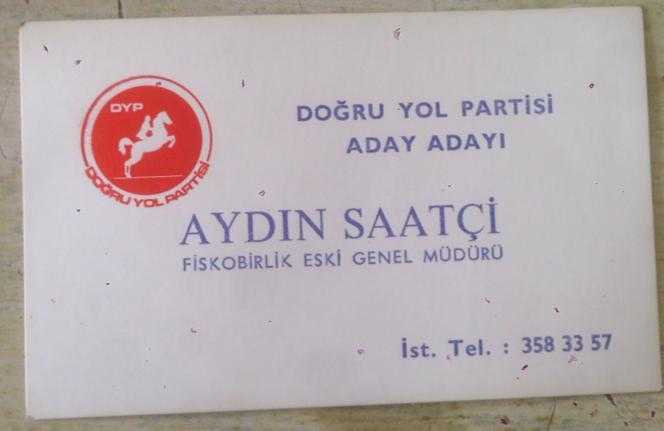 DYP
DOĞRU YOL PARTİSİ
DOĞRU YOL PARTİSİ
ADAY ADAYI
AYDIN SAATÇİ
FİSKOBİRLİK ESKİ GENEL MÜDÜRÜ
İst. Tel. : 358 33 57